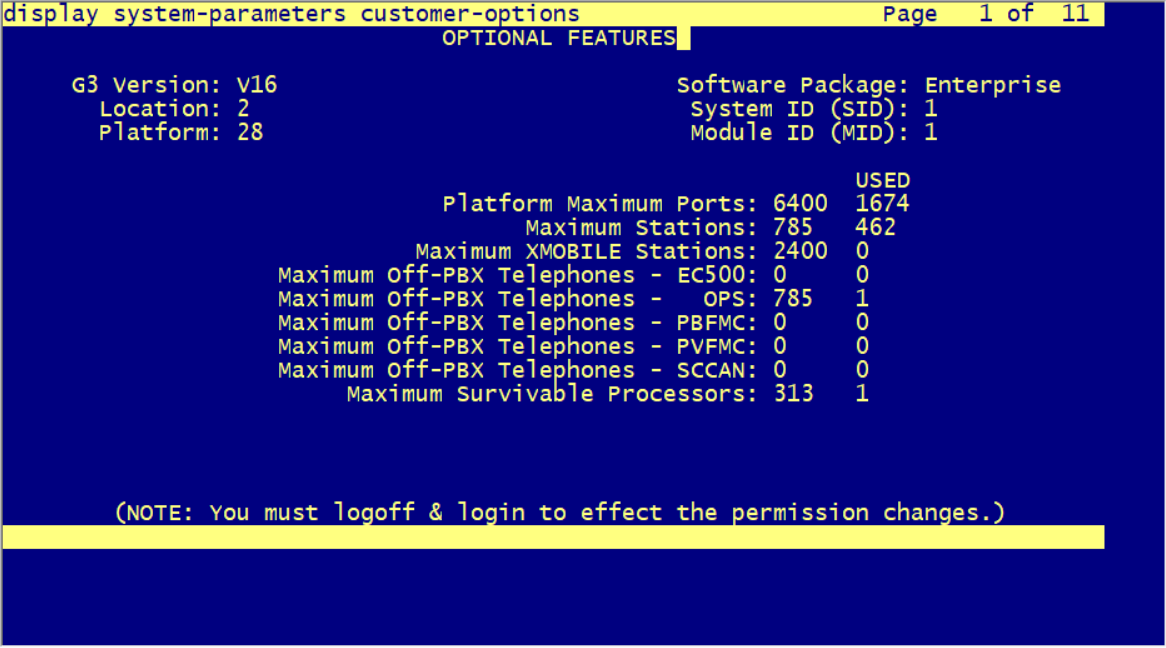 display system-parameters customer-options Page 1 of 11
OPTIONAL FEATURES
G3 Version: V16 Software Package: Enterprise
Location: 2 System ID (SID): 1
Platform: 28 Module ID (MID): 1
USED
Platform Maximum Ports: 6400 1674
Maximum Stations: 785 462
Maximum XMOBILE Stations: 2400 0
Maximum Off-PBX Telephones - EC500: 0 0
Maximum Off-PBX Telephones - OPS: 785 1
Maximum Off-PBX Telephones - PBFMC: 0 0
Maximum Off-PBX Telephones - PVFMC: 0 0
Maximum Off-PBX Telephones - SCCAN: 0 0
Maximum Survivable Processors: 313 1
(NOTE: You must logoff & login to effect the permission changes.)